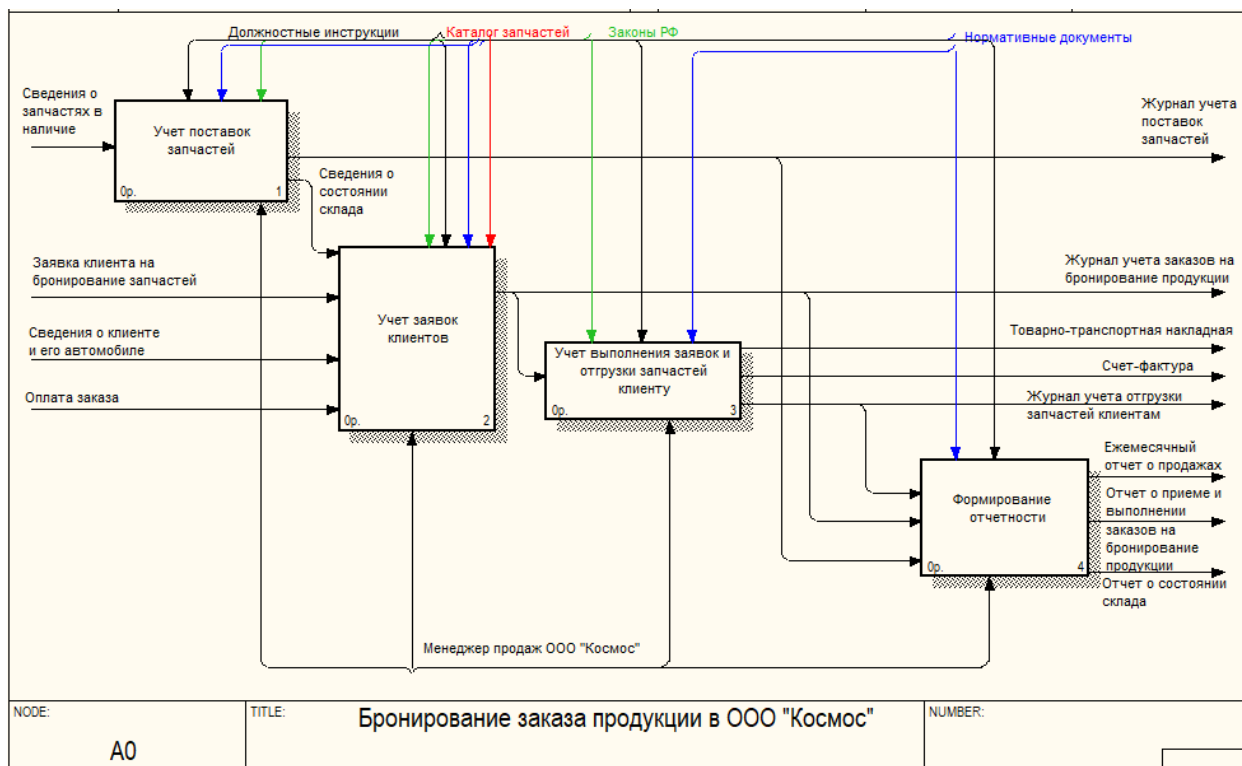 Должностные инструкции
Каталог запчастей
Законы РФ
Нормативные документы
Сведения о
запчастях в
наличие
Учет поставок
запчастей
0р.
1
Журнал учета
поставок
запчастей
Сведения о
состоянии
склада
Заявка клиента на
бронирование запчастей
Сведения о клиенте
и его автомобиле
Оплата заказа
Учет заявок
клиентов
0р.
2
Журнал учета заказов на
бронирование продукции
Товарно-транспортная накладная
Счет-фактура
Журнал учета отгрузки
запчастей клиентам
Учет выполнения заявок и
отгрузки запчастей
клиенту
0р.
3
Ежемесячный
отчет о продажах
Отчет о приеме и
выполнении
заказов на
бронирование
продукции
Отчет о состоянии
склада
Формирование
отчетности
0р.
4
Менеджер продаж ООО "Космос"
NODE:
A0
TITLE:
Бронирование заказа продукции в ООО "Космос"
NUMBER: